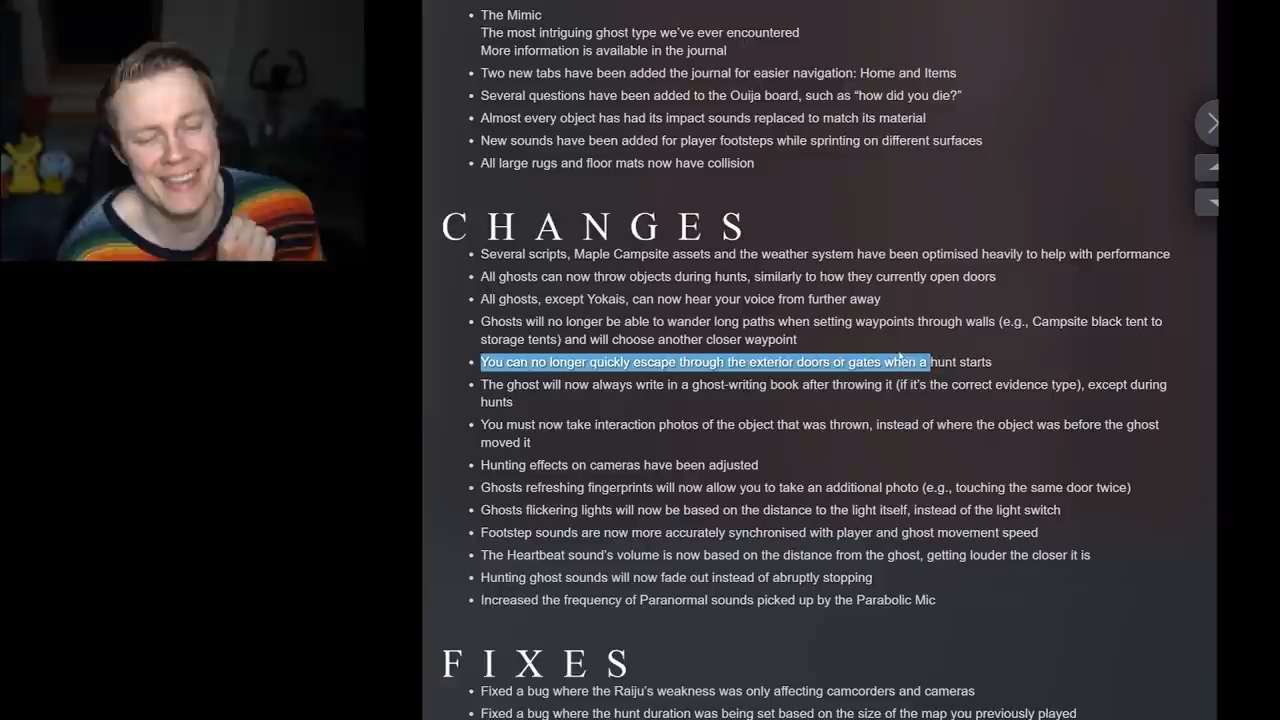 The Mimic
The most intriguing ghost type we've ever encountered
More information is available in the journal
Two new tabs have been added the journal for easier navigation: Home and Items
Several questions have been added to the Ouija board, such as “how did you die?”
Almost every object has had its impact sounds replaced to match its material
New sounds have been added for player footsteps while sprinting on different surfaces
All large rugs and floor mats now have collision
CHANGES
Several scripts, Maple Campsite assets and the weather system have been optimised heavily to help with performance
All ghosts can now throw objects during hunts, similarly to how they currently open doors
All ghosts, except Yokais, can now hear your voice from further away
Ghosts will no longer be able to wander long paths when setting waypoints through walls (e.g., Campsite black tent to
storage tents) and will choose another closer waypoint
You can no longer quickly escape through the exterior doors or gates when a hunt starts
The ghost will now always write in a ghost-writing book after throwing it (if it's the correct evidence type), except during
hunts
You must now take interaction photos of the object that was thrown, instead of where the object was before the ghost
moved it
Hunting effects on cameras have been adjusted
Ghosts refreshing fingerprints will now allow you to take an additional photo (e.g., touching the same door twice)
Ghosts flickering lights will now be based on the distance to the light itself, instead of the light switch
Footstep sounds are now more accurately synchronised with player and ghost movement speed
The Heartbeat sound's volume is now based on the distance from the ghost, getting louder the closer it is
Hunting ghost sounds will now fade out instead of abruptly stopping
Increased the frequency of Paranormal sounds picked up by the Parabolic Mic
FIXES
Fixed a bug where the Raiju's weakness was only affecting camcorders and cameras
Fixed a bug where the hunt duration was being set based on the size of the map you previously played